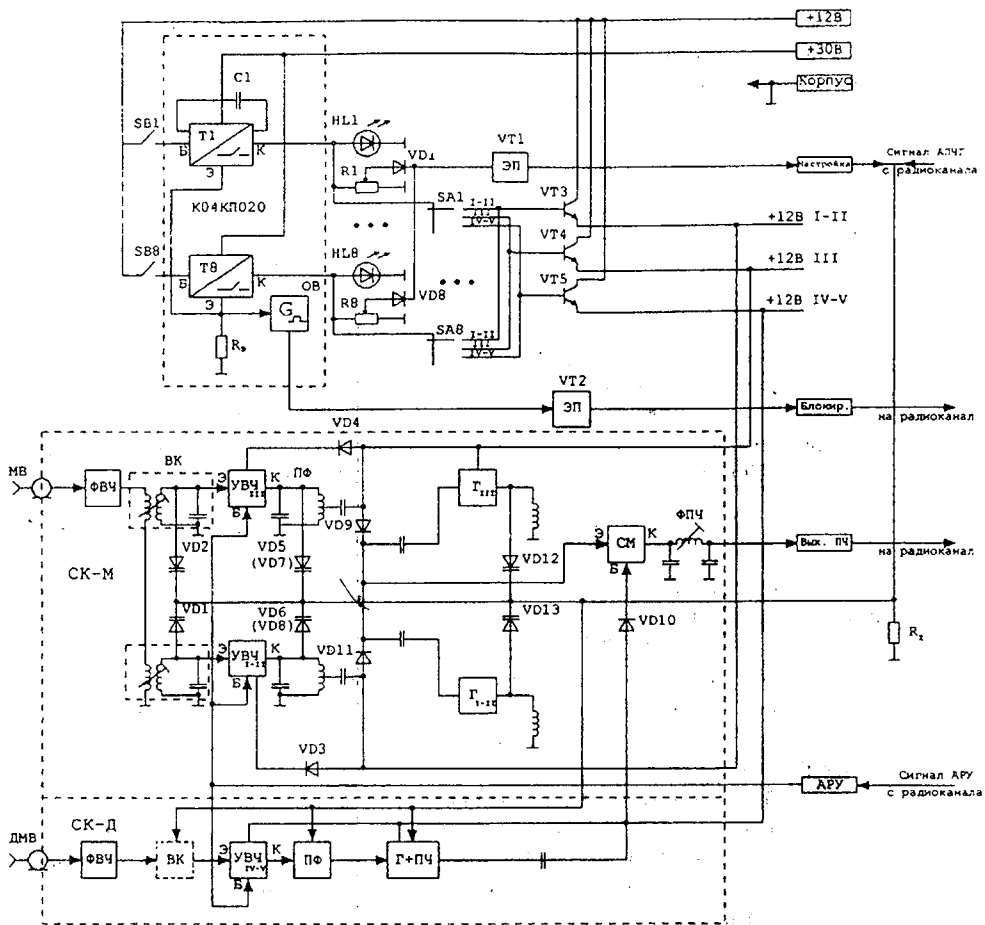 +12В
+30В
Корпус
C1
SB1
T1
Б
К
Э
HL1
VD1
R1
VT1
ЭП
Настройка
Сигнал АПЧГ
с радиоканала
К04КП020
SA1
I-II
III
IV-V
VT3
+12В I-II
VT4
+12В III
VT5
+12В IV-V
SB8
T8
Б
К
Э
ОВ
G
HL8
R8
VD8
SA8
I-II
III
IV-V
Rэ
VT2
ЭП
Блокир.
на радиоканал
VD4
МВ
ФВЧ
ВК
Э
УВЧ
III
К
Б
ПФ
VD9
Г III
VD2
VD5
(VD7)
VD12
Э
СМ
К
Б
ФПЧ
Вых. ПЧ
на радиоканал
СК-М
VD1
VD6
(VD8)
VD13
VD10
R₂
Э
УВЧ
I-II
К
Б
VD11
Г I-II
VD3
АРУ
Сигнал АРУ
с радиоканала
СК-Д
ДМВ
ФВЧ
ВК
Э
УВЧ
IV-V
К
Б
ПФ
Г+ПЧ